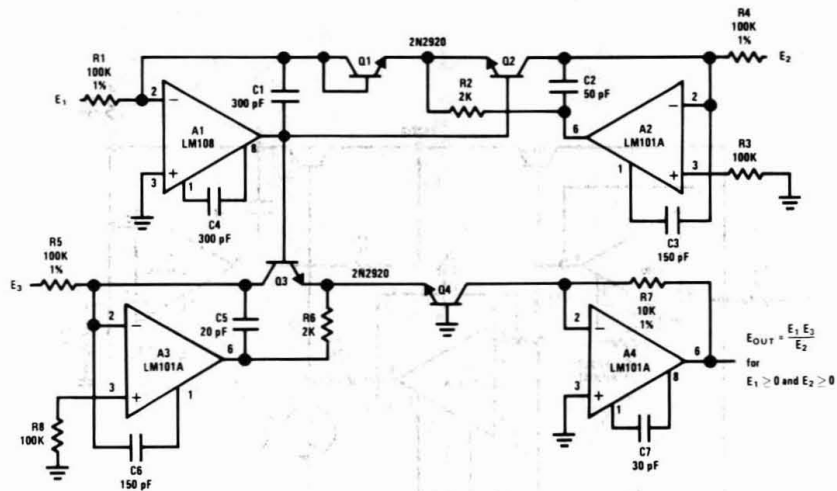 R1
100K
1%
E1
2
A1
LM108
3
1
8
C4
300 pF
C1
300 pF
Q1
2N2920
Q2
R2
2K
C2
50 pF
6
A2
LM101A
2
3
1
R4
100K
1%
E2
R3
100K
C3
150 pF
R5
100K
1%
E3
2
A3
LM101A
3
6
1
R8
100K
C6
150 pF
C5
20 pF
Q3
R6
2K
2N2920
Q4
R7
10K
1%
2
A4
LM101A
3
6
1
8
C7
30 pF
EOUT = E1 E3 / E2
for
E1 ≥ 0 and E2 ≥ 0